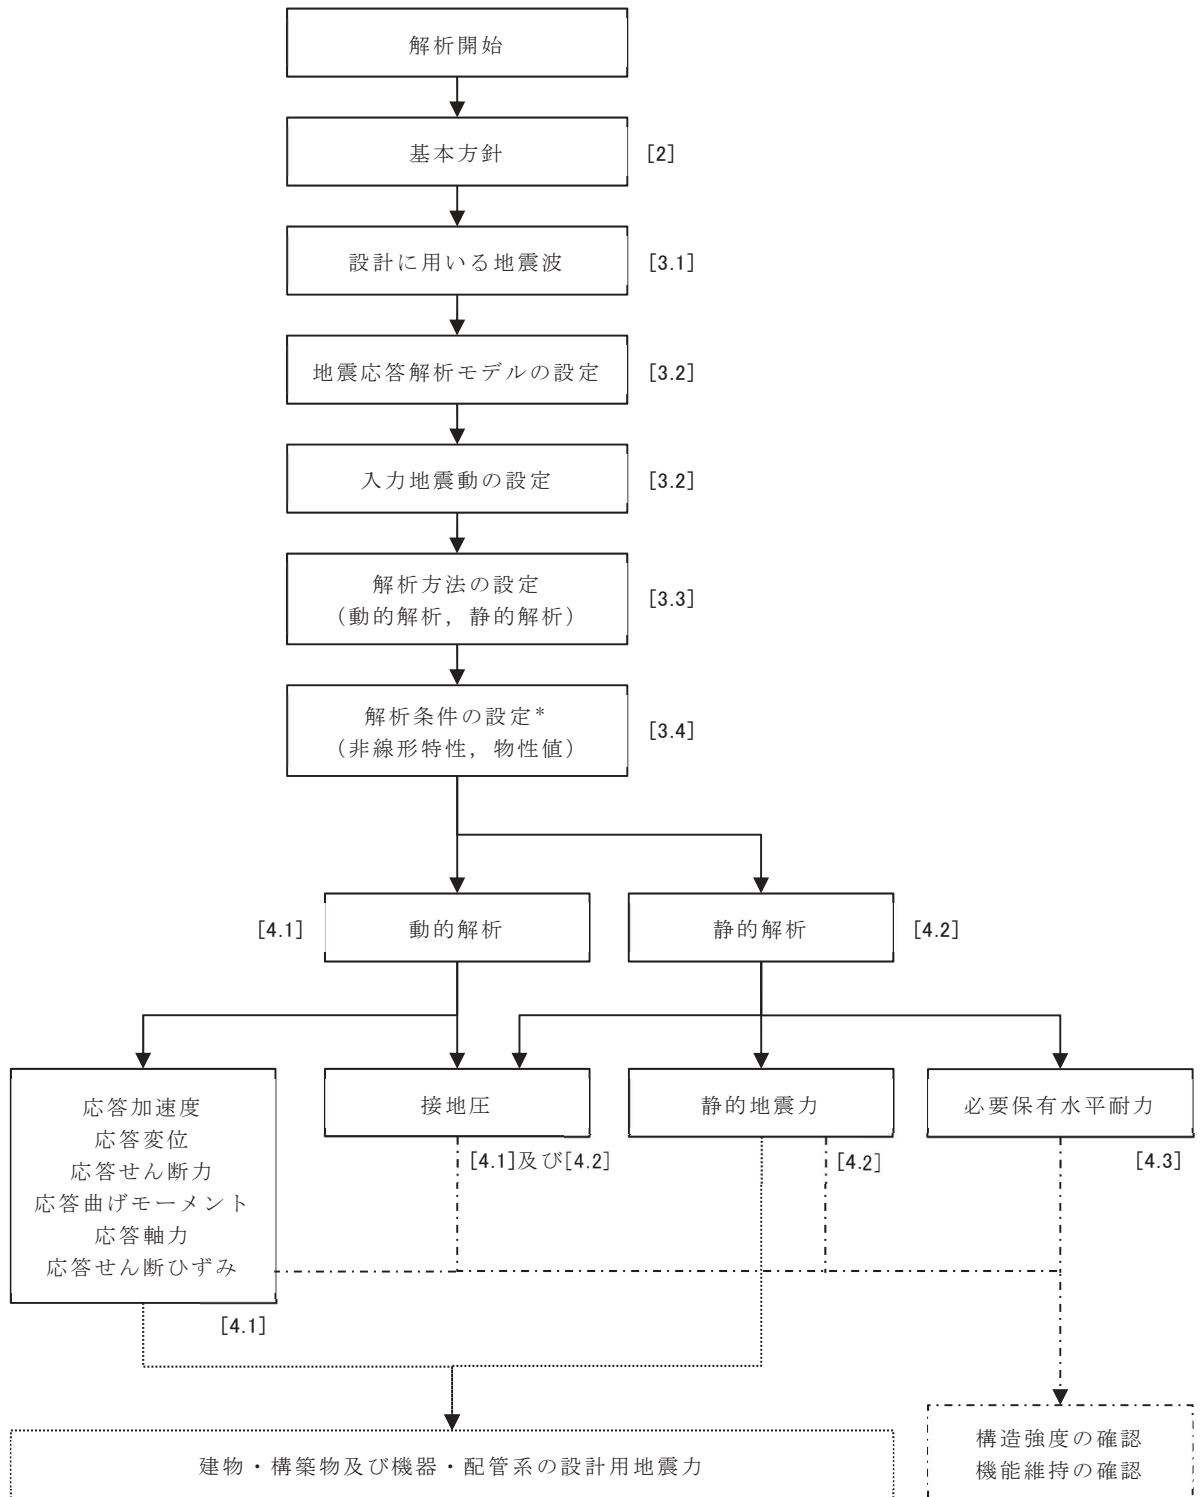 解析開始
基本方針
[2]
設計に用いる地震波
[3.1]
地震応答解析モデルの設定
[3.2]
入力地震動の設定
[3.2]
解析方法の設定
（動的解析，静的解析）
[3.3]
解析条件の設定*
（非線形特性，物性値）
[3.4]
[4.1]
動的解析
静的解析
[4.2]
応答加速度
応答変位
応答せん断力
応答曲げモーメント
応答軸力
応答せん断ひずみ
[4.1]
接地圧
[4.1]及び[4.2]
静的地震力
[4.2]
必要保有水平耐力
[4.3]
建物・構築物及び機器・配管系の設計用地震力
構造強度の確認
機能維持の確認